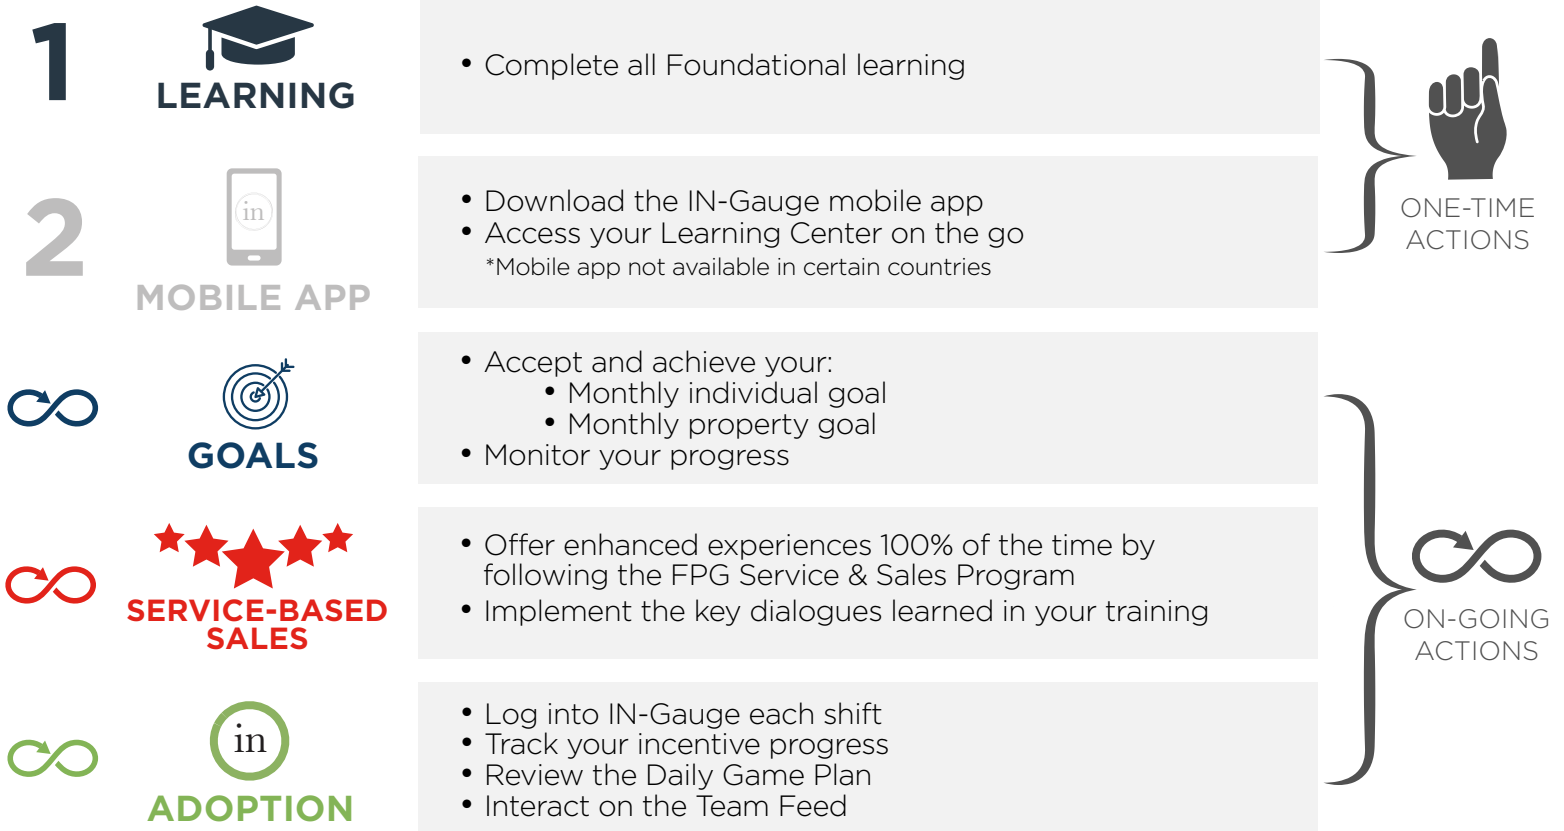 1
LEARNING
• Complete all Foundational learning
2
in
MOBILE APP
• Download the IN-Gauge mobile app
• Access your Learning Center on the go
*Mobile app not available in certain countries
ONE-TIME
ACTIONS
GOALS
• Accept and achieve your:
• Monthly individual goal
• Monthly property goal
• Monitor your progress
SERVICE-BASED
SALES
• Offer enhanced experiences 100% of the time by
following the FPG Service & Sales Program
• Implement the key dialogues learned in your training
ON-GOING
ACTIONS
in
ADOPTION
• Log into IN-Gauge each shift
• Track your incentive progress
• Review the Daily Game Plan
• Interact on the Team Feed